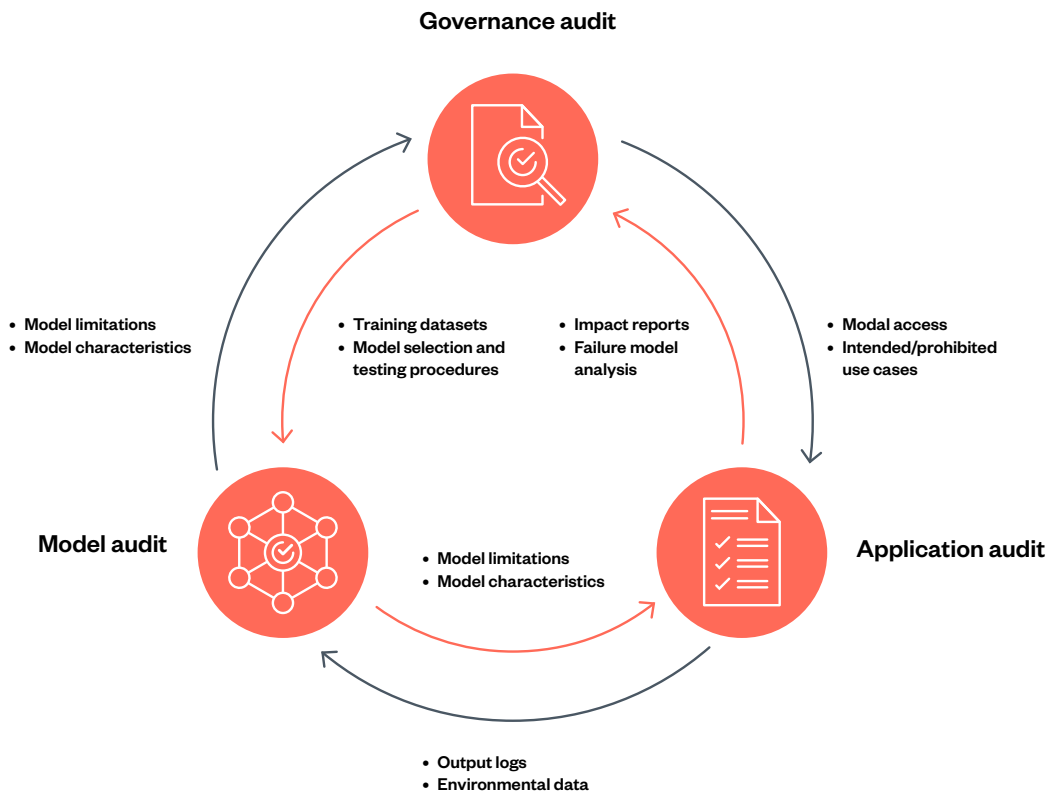 Governance audit
• Model limitations
• Model characteristics
• Training datasets
• Model selection and
testing procedures
• Impact reports
• Failure model
analysis
• Modal access
• Intended/prohibited
use cases
Model audit
• Model limitations
• Model characteristics
Application audit
• Output logs
• Environmental data